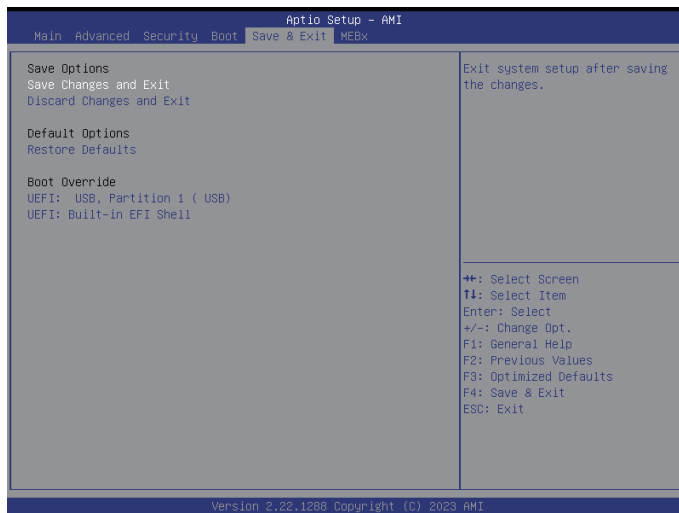 Aptio Setup – AMI
Main Advanced Security Boot Save & Exit MEBx
Save Options
Save Changes and Exit
Discard Changes and Exit
Default Options
Restore Defaults
Boot Override
UEFI: USB, Partition 1 ( USB)
UEFI: Built-in EFI Shell
Exit system setup after saving
the changes.
→←: Select Screen
↑↓: Select Item
Enter: Select
+/-: Change Opt.
F1: General Help
F2: Previous Values
F3: Optimized Defaults
F4: Save & Exit
ESC: Exit
Version 2.22.1288 Copyright (C) 2023 AMI